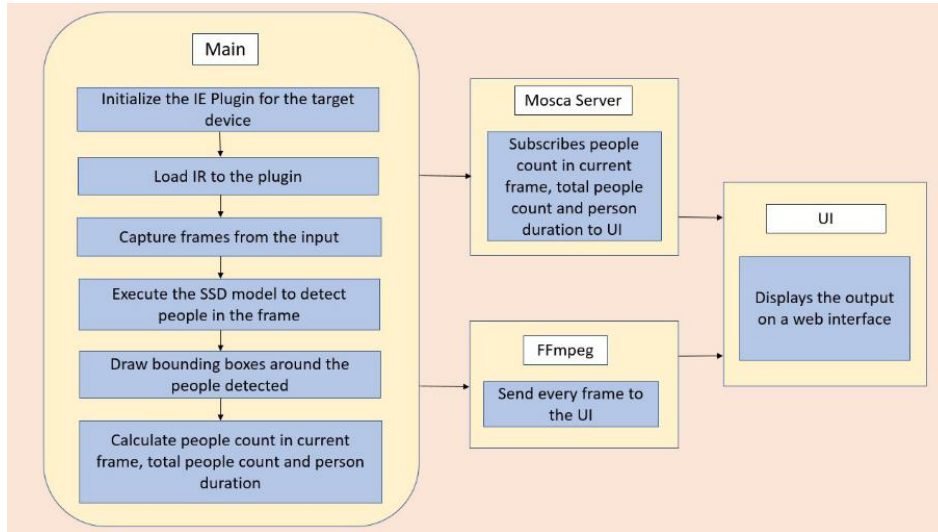 Main
Initialize the IE Plugin for the target
device
Load IR to the plugin
Capture frames from the input
Execute the SSD model to detect
people in the frame
Draw bounding boxes around the
people detected
Calculate people count in current
frame, total people count and person
duration
Mosca Server
Subscribes people
count in current
frame, total people
count and person
duration to UI
FFmpeg
Send every frame to
the UI
UI
Displays the output
on a web interface